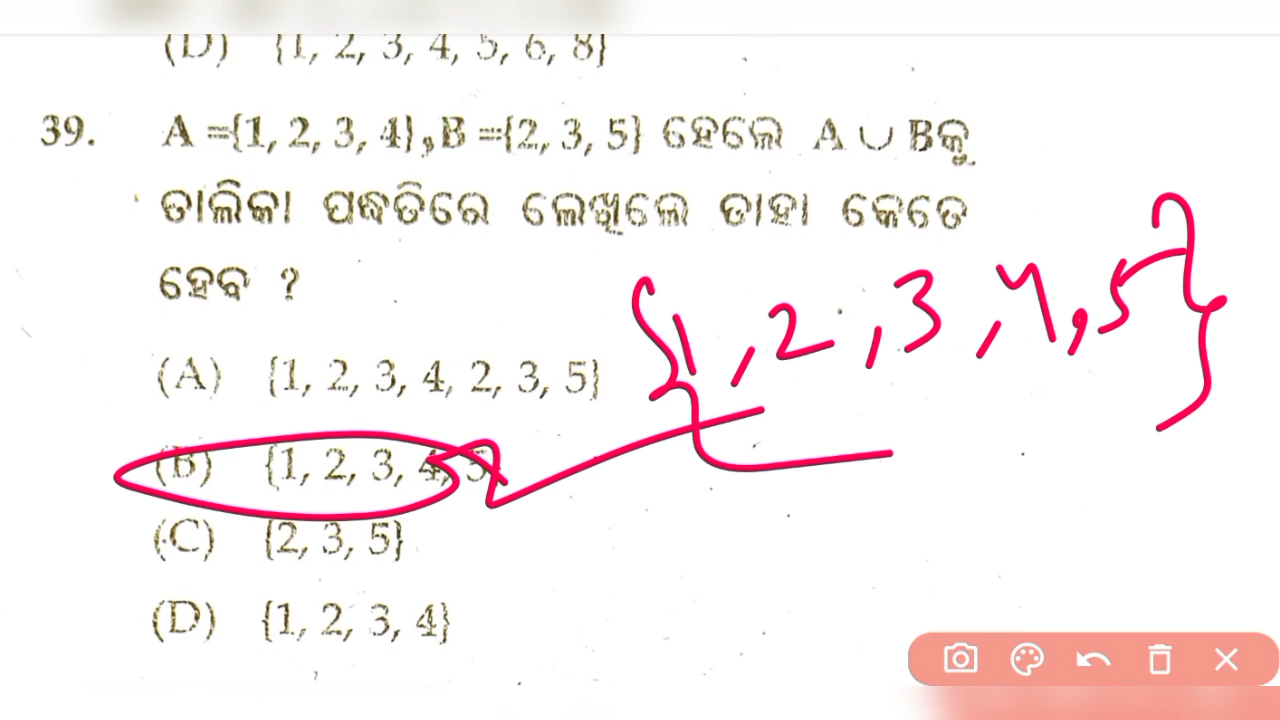 (D) {1, 2, 3, 4, 5, 6, 8}
39. A ={1, 2, 3, 4},B ={2, 3, 5} ହେଲେ A ∪ Bକୁ
ତାଲିକା ପଦ୍ଧତିରେ ଲେଖିଲେ ତାହା କେତେ
ହେବ ?
{1, 2, 3, 4, 5}
(A) {1, 2, 3, 4, 2, 3, 5}
(B) {1, 2, 3, 4, 5
(C) {2, 3, 5}
(D) {1, 2, 3, 4}